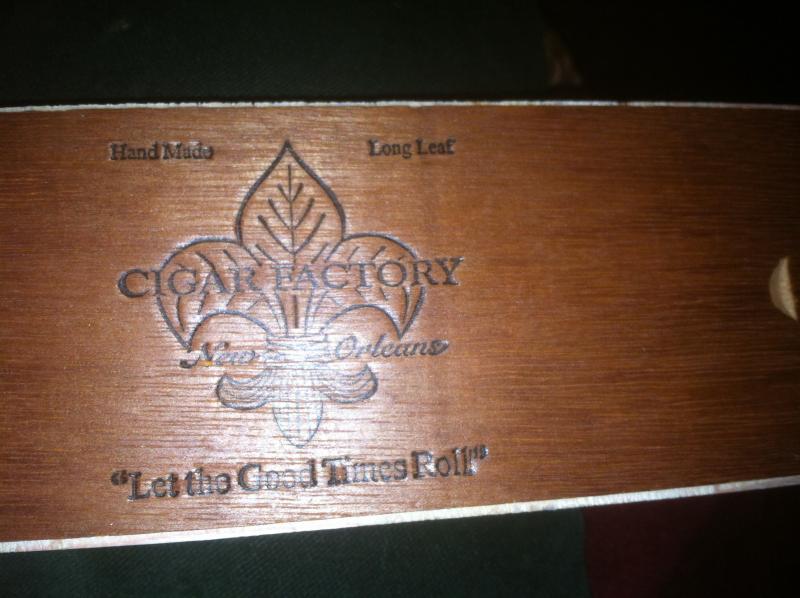 Hand Made Long Leaf
CIGAR FACTORY
New Orleans
“Let the Good Times Roll”